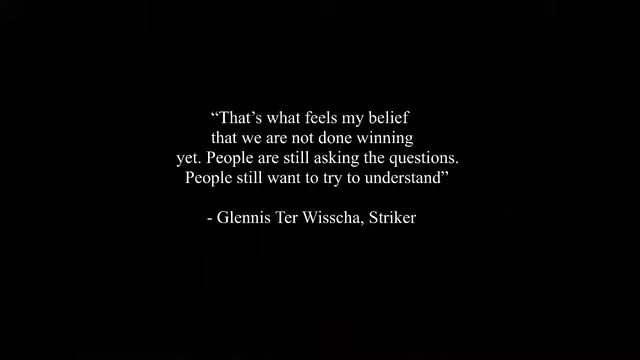 “That’s what feels my belief
that we are not done winning
yet. People are still asking the questions.
People still want to try to understand”
- Glennis Ter Wisscha, Striker